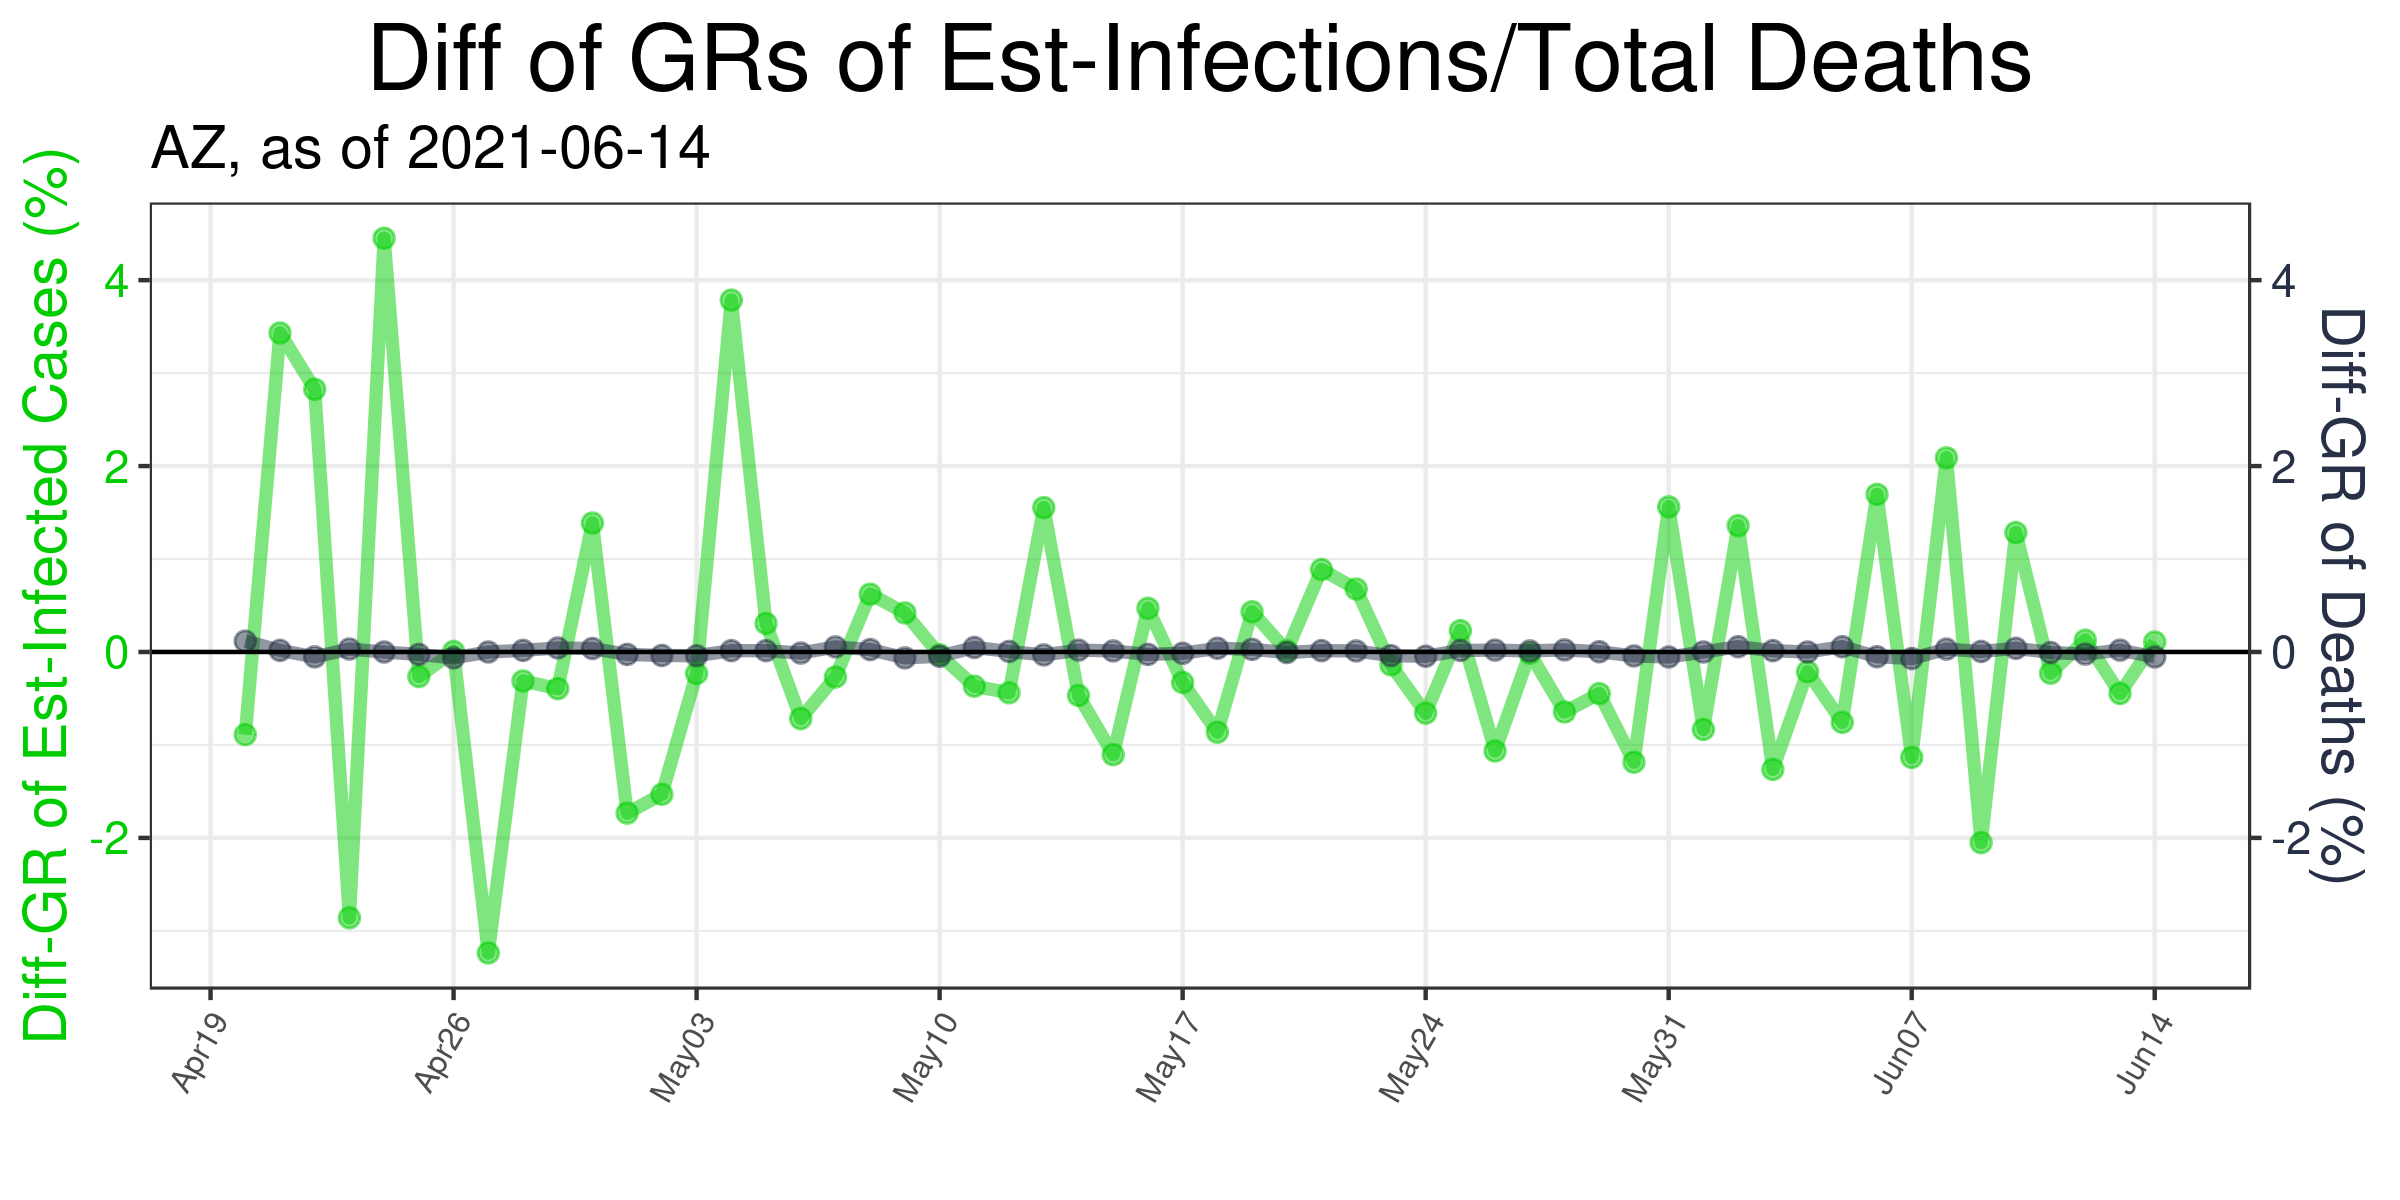 Diff of GRs of Est-Infections/Total Deaths
AZ, as of 2021-06-14
Diff-GR of Est-Infected Cases (%)
4
2
0
-2
4
2
0
-2
Diff-GR of Deaths (%)
Apr19
Apr26
May03
May10
May17
May24
May31
Jun07
Jun14